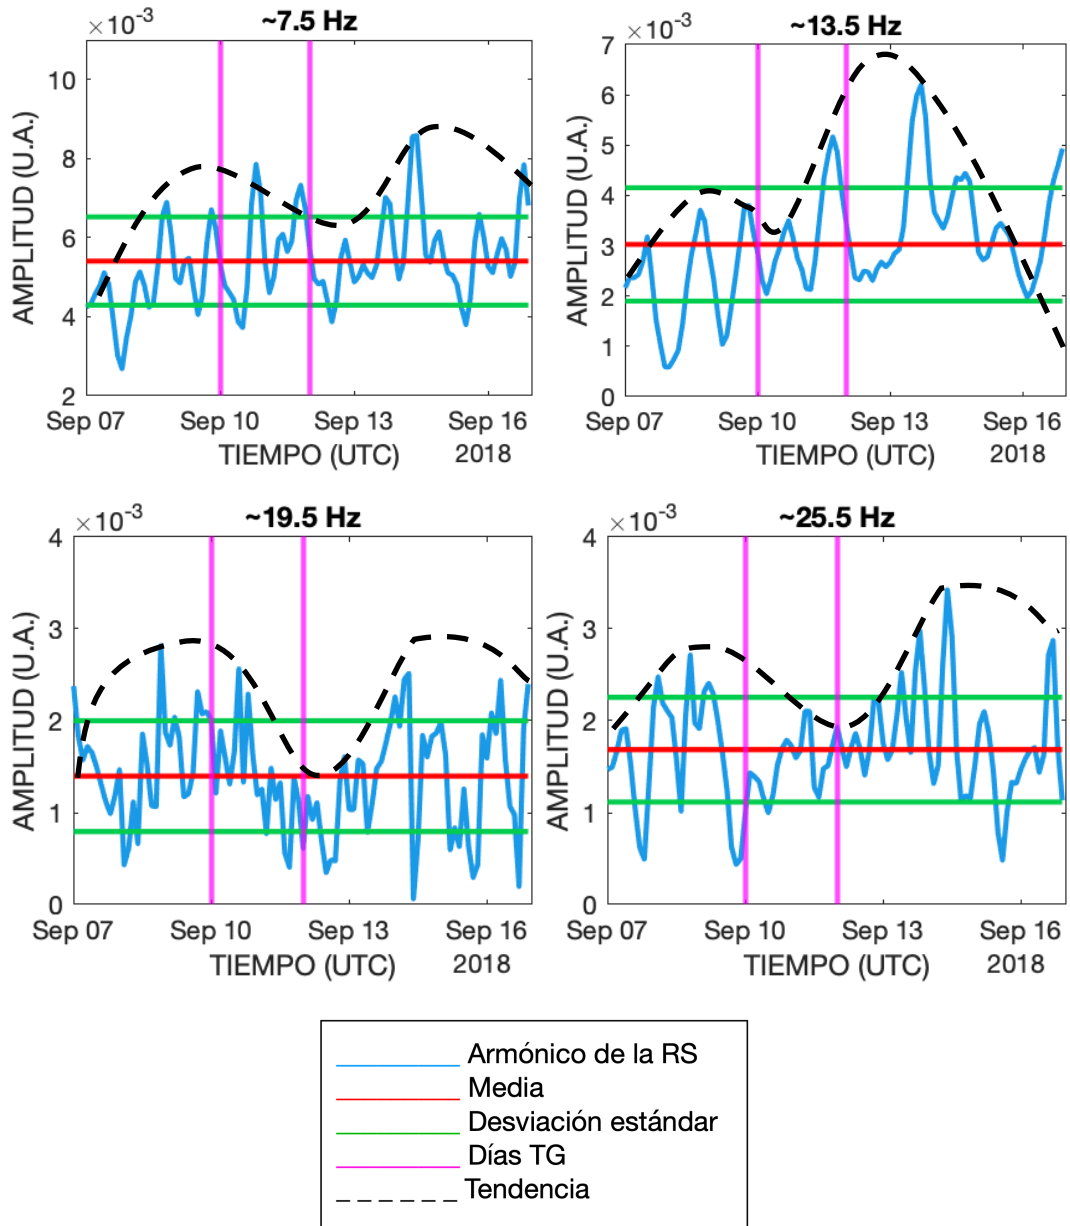 ×10⁻³
~7.5 Hz
AMPLITUD (U.A.)
10
8
6
4
2
Sep 07 Sep 10 Sep 13 Sep 16
TIEMPO (UTC) 2018
×10⁻³
~13.5 Hz
AMPLITUD (U.A.)
7
6
5
4
3
2
1
0
Sep 07 Sep 10 Sep 13 Sep 16
TIEMPO (UTC) 2018
×10⁻³
~19.5 Hz
AMPLITUD (U.A.)
4
3
2
1
0
Sep 07 Sep 10 Sep 13 Sep 16
TIEMPO (UTC) 2018
×10⁻³
~25.5 Hz
AMPLITUD (U.A.)
4
3
2
1
0
Sep 07 Sep 10 Sep 13 Sep 16
TIEMPO (UTC) 2018
Armónico de la RS
Media
Desviación estándar
Días TG
Tendencia